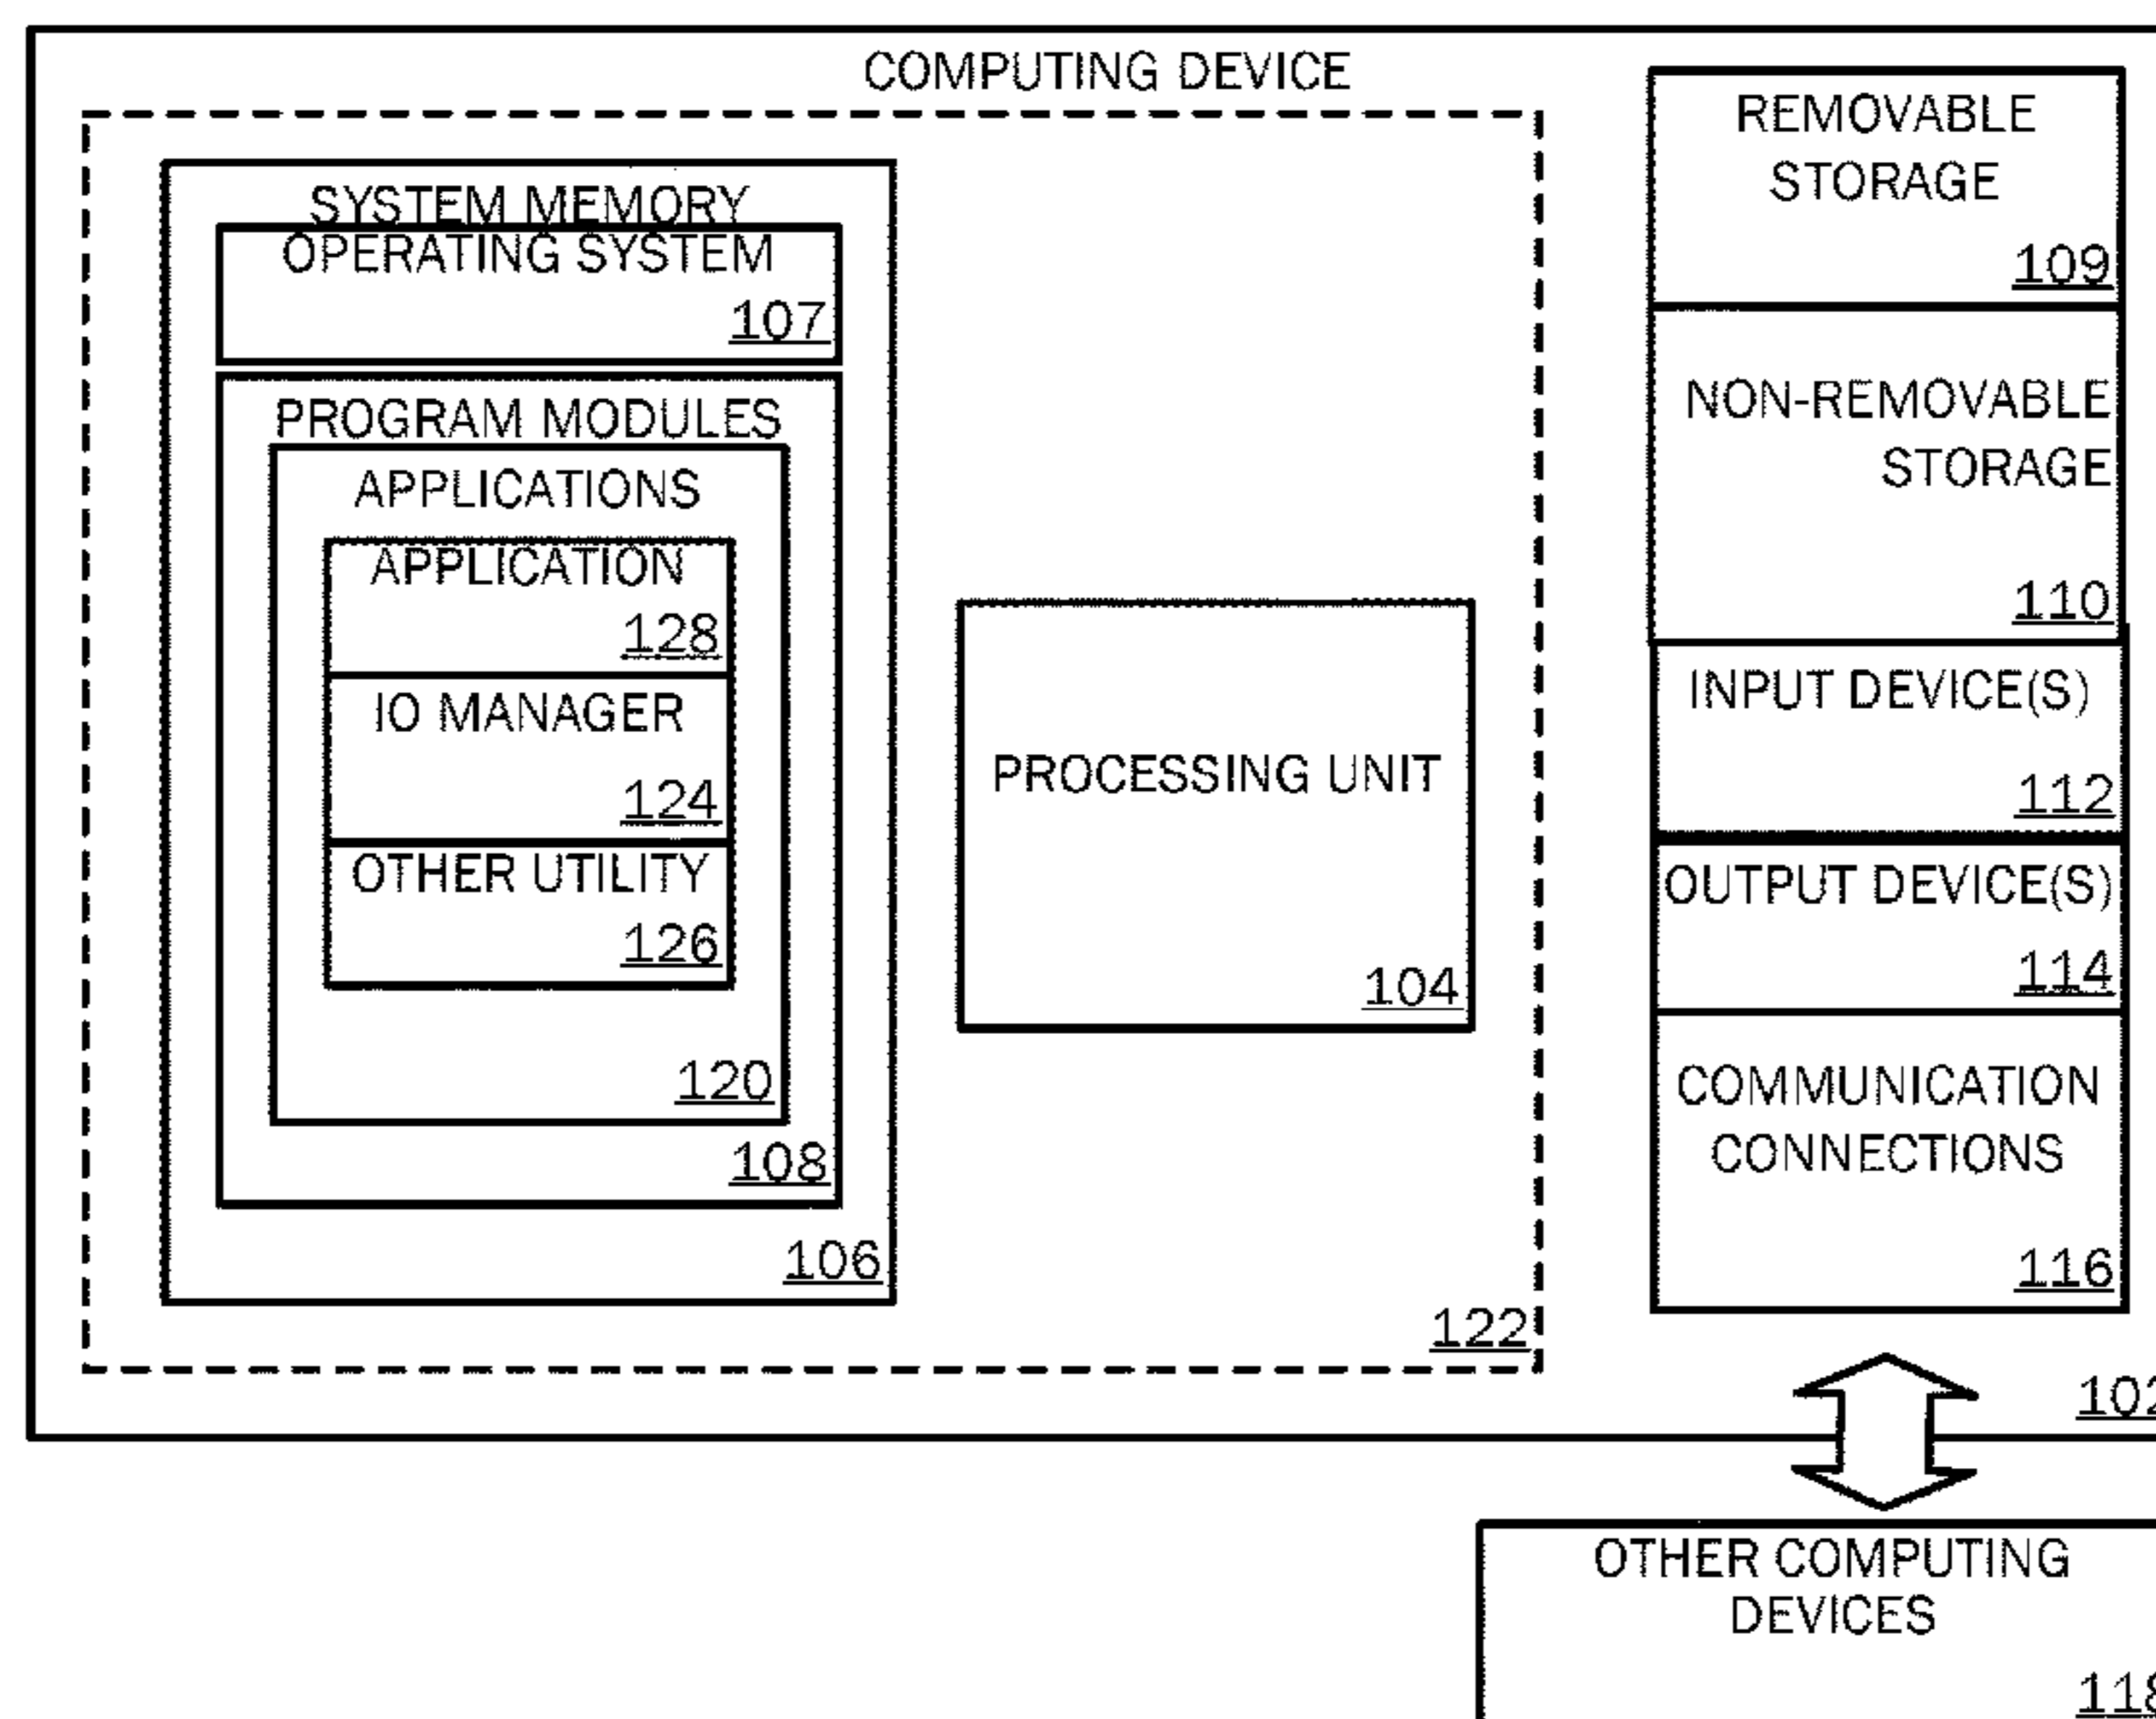 COMPUTING DEVICE
SYSTEM MEMORY
OPERATING SYSTEM
107
PROGRAM MODULES
APPLICATIONS
APPLICATION
128
IO MANAGER
124
OTHER UTILITY
126
120
108
106
PROCESSING UNIT
104
122
REMOVABLE
STORAGE
109
NON-REMOVABLE
STORAGE
110
INPUT DEVICE(S)
112
OUTPUT DEVICE(S)
114
COMMUNICATION
CONNECTIONS
116
102
OTHER COMPUTING
DEVICES
118